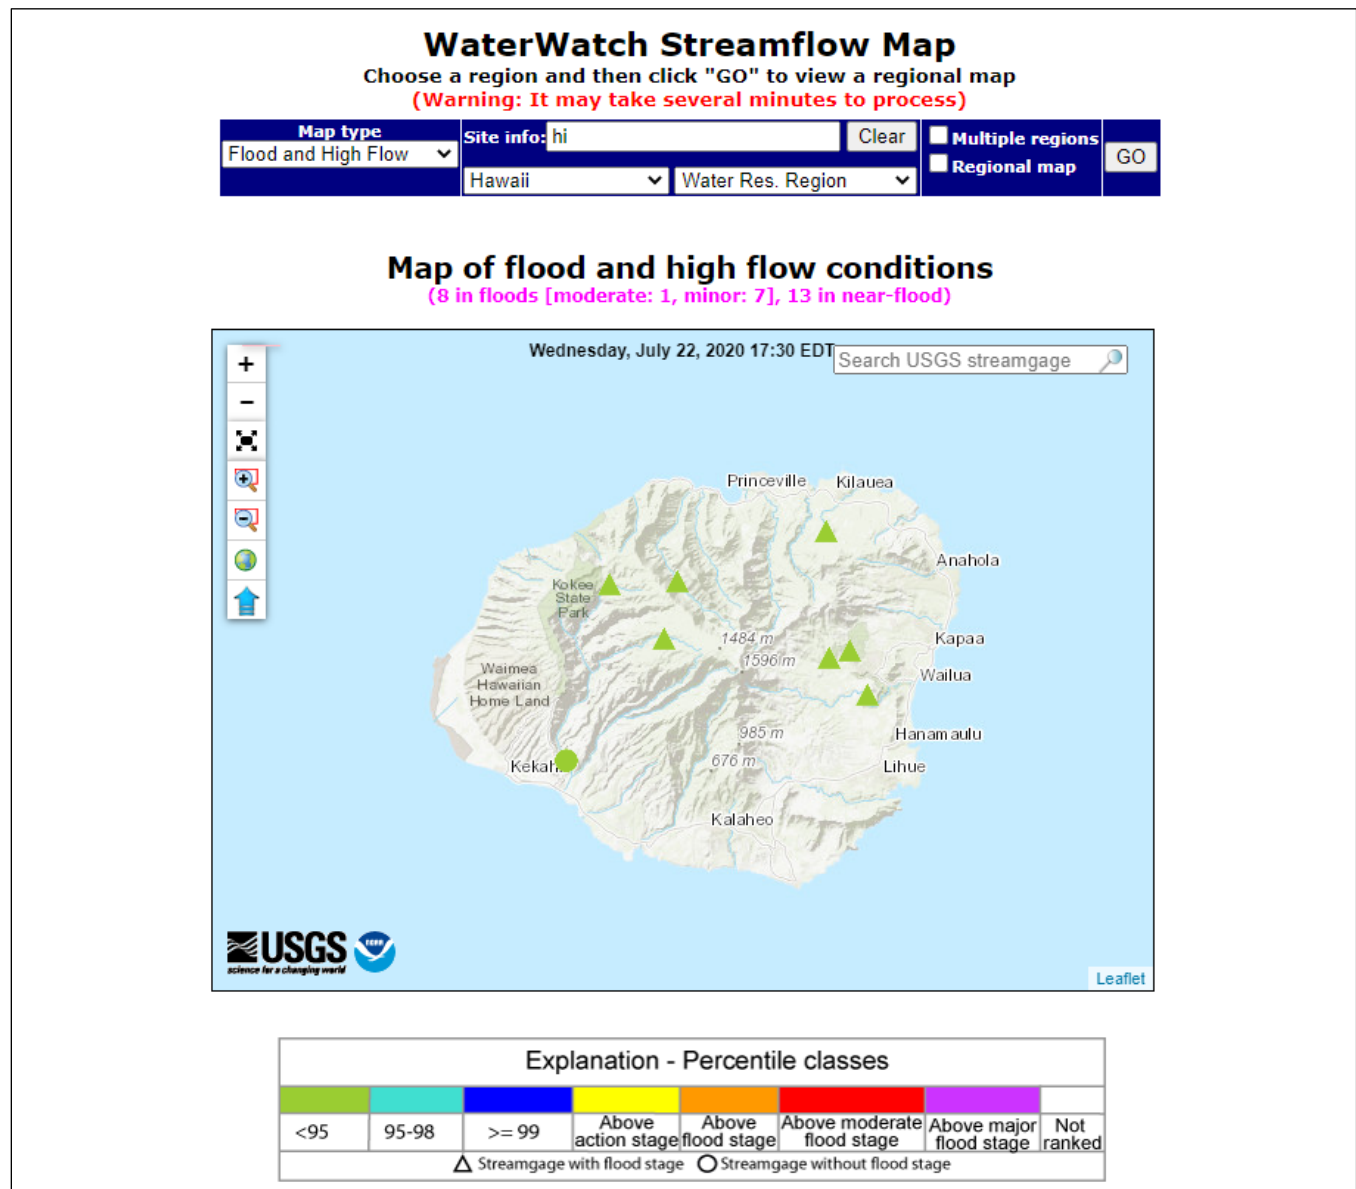 WaterWatch Streamflow Map
Choose a region and then click "GO" to view a regional map
(Warning: It may take several minutes to process)
Map type
Flood and High Flow
Site info: hi
Clear
Hawaii
Water Res. Region
Multiple regions
Regional map
GO
Map of flood and high flow conditions
(8 in floods [moderate: 1, minor: 7], 13 in near-flood)
+
Wednesday, July 22, 2020 17:30 EDT
Search USGS streamgage
−
Princeville
Kilauea
Anahola
Kokee
State
Park
1484 m
Kapaa
1596 m
Waimea
Hawaiian
Home Land
Wailua
985 m
Hanamaulu
Kekah
676 m
Lihue
Kalaheo
USGS
science for a changing world
Leaflet
Explanation - Percentile classes
<95
95-98
>= 99
Above
action stage
Above
flood stage
Above moderate
flood stage
Above major
flood stage
Not
ranked
Streamgage with flood stage
Streamgage without flood stage